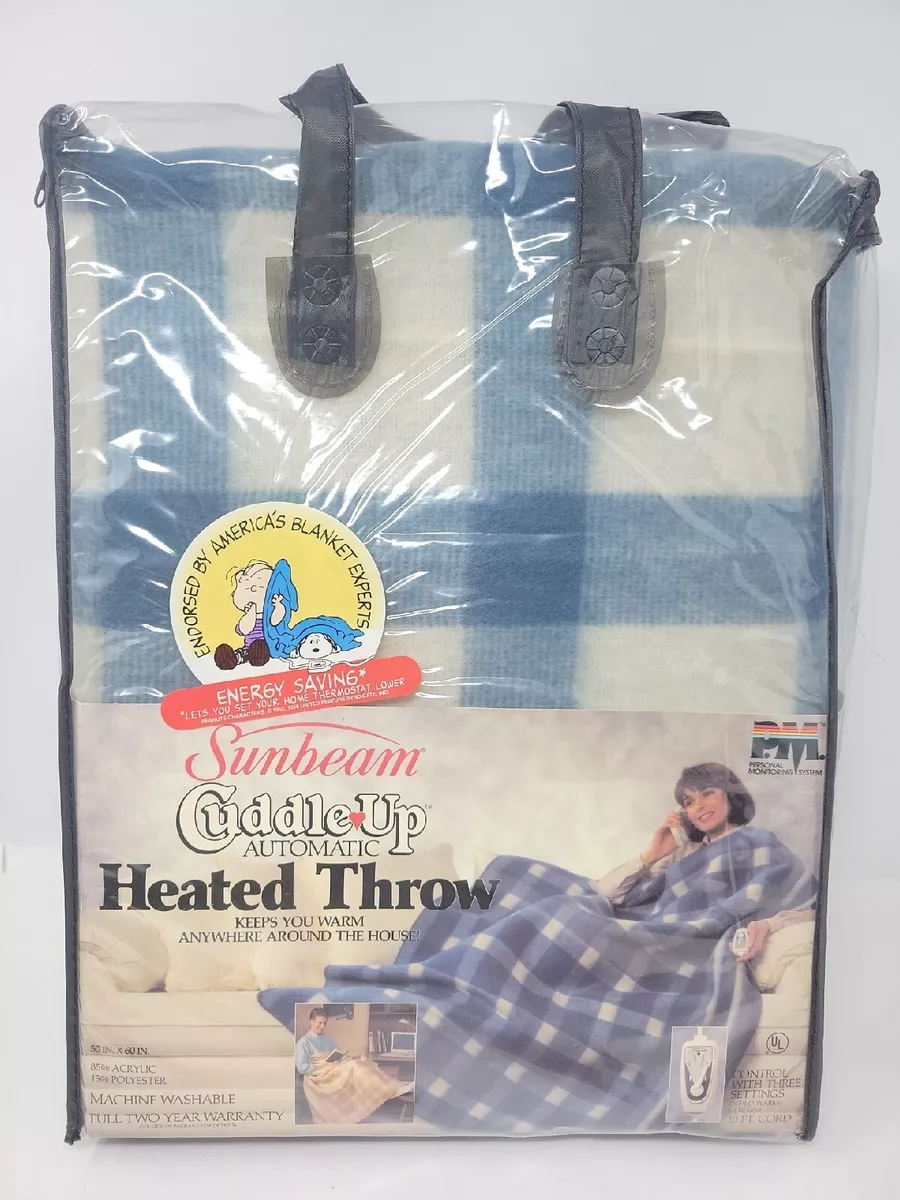 ENDORSED BY AMERICA'S BLANKET EXPERTS
ENERGY SAVING*
*LETS YOU SET YOUR HOME THERMOSTAT LOWER
Sunbeam®
Cuddle Up™
AUTOMATIC
Heated Throw
KEEPS YOU WARM
ANYWHERE AROUND THE HOUSE!
P.M.™
PERSONAL
MONITORING SYSTEM
50 IN. X 60 IN.
85% ACRYLIC
15% POLYESTER
MACHINE WASHABLE
FULL TWO YEAR WARRANTY
UL
CONTROL
WITH THREE
SETTINGS
10 FT. CORD